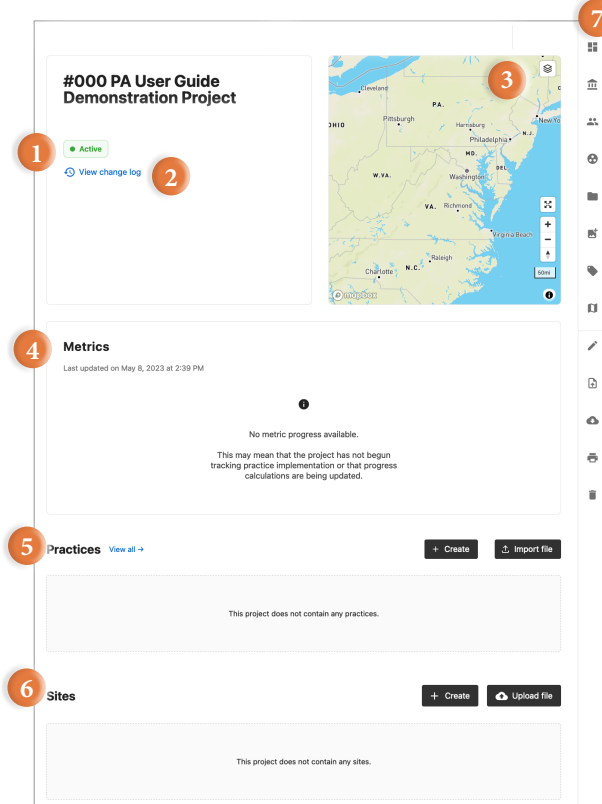 7
#000 PA User Guide
Demonstration Project
1
Active
View change log
2
3
Cleveland
PA.
OHIO
Pittsburgh
Harrisburg
New Yo
Philadelphia
N.J.
MD.
DEL.
W.VA.
Washington
VA.
Richmond
Virginia Beach
Raleigh
N.C.
Charlotte
50mi
mapbox
4
Metrics
Last updated on May 8, 2023 at 2:39 PM
No metric progress available.
This may mean that the project has not begun
tracking practice implementation or that progress
calculations are being updated.
5
Practices View all →
+ Create
Import file
This project does not contain any practices.
6
Sites
+ Create
Upload file
This project does not contain any sites.